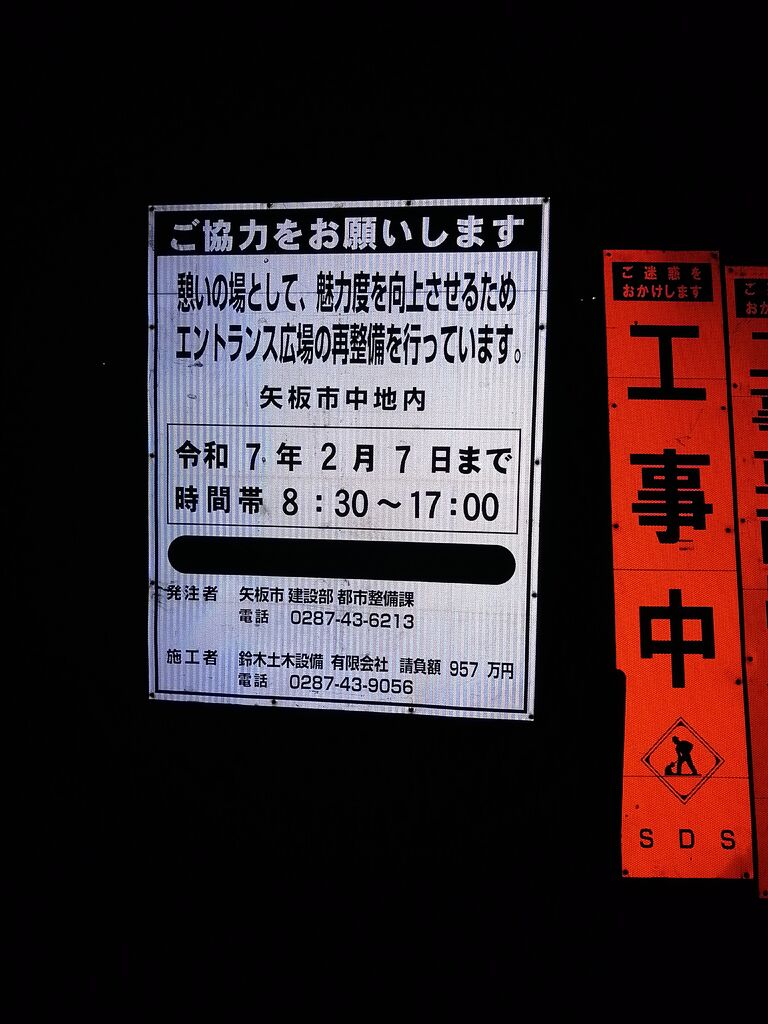 ご協力をお願いします
憩いの場として、魅力度を向上させるため
エントランス広場の再整備を行っています。
矢板市中地内
令和 7 年 2 月 7 日まで
時間帯 8:30～17:00
発注者 矢板市 建設部 都市整備課
電話 0287-43-6213
施工者 鈴木土木設備 有限会社 請負額 957 万円
電話 0287-43-9056
ご迷惑を
おかけします
工事中
SDS